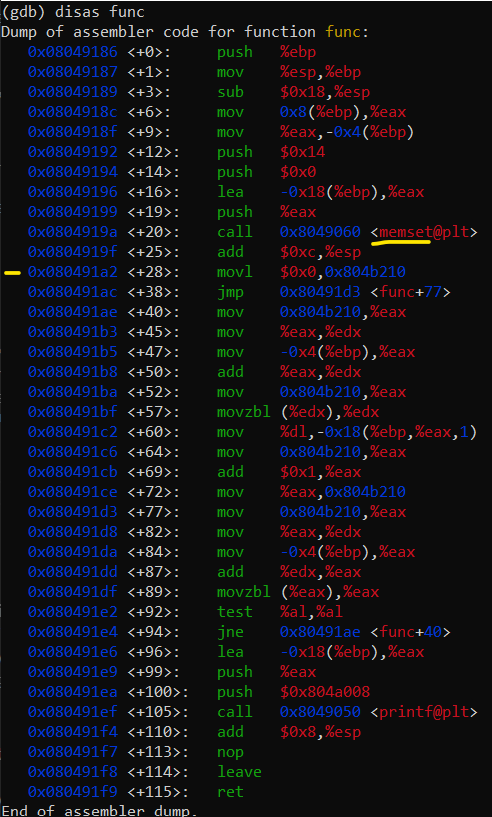 (gdb) disas func
Dump of assembler code for function func:
0x08049186 <+0>: push %ebp
0x08049187 <+1>: mov %esp,%ebp
0x08049189 <+3>: sub $0x18,%esp
0x0804918c <+6>: mov 0x8(%ebp),%eax
0x0804918f <+9>: mov %eax,-0x4(%ebp)
0x08049192 <+12>: push $0x14
0x08049194 <+14>: push $0x0
0x08049196 <+16>: lea -0x18(%ebp),%eax
0x08049199 <+19>: push %eax
0x0804919a <+20>: call 0x8049060 <memset@plt>
0x0804919f <+25>: add $0xc,%esp
0x080491a2 <+28>: movl $0x0,0x804b210
0x080491ac <+38>: jmp 0x80491d3 <func+77>
0x080491ae <+40>: mov 0x804b210,%eax
0x080491b3 <+45>: mov %eax,%edx
0x080491b5 <+47>: mov -0x4(%ebp),%eax
0x080491b8 <+50>: add %eax,%edx
0x080491ba <+52>: mov 0x804b210,%eax
0x080491bf <+57>: movzbl (%edx),%edx
0x080491c2 <+60>: mov %dl,-0x18(%ebp,%eax,1)
0x080491c6 <+64>: mov 0x804b210,%eax
0x080491cb <+69>: add $0x1,%eax
0x080491ce <+72>: mov %eax,0x804b210
0x080491d3 <+77>: mov 0x804b210,%eax
0x080491d8 <+82>: mov %eax,%edx
0x080491da <+84>: mov -0x4(%ebp),%eax
0x080491dd <+87>: add %edx,%eax
0x080491df <+89>: movzbl (%eax),%eax
0x080491e2 <+92>: test %al,%al
0x080491e4 <+94>: jne 0x80491ae <func+40>
0x080491e6 <+96>: lea -0x18(%ebp),%eax
0x080491e9 <+99>: push %eax
0x080491ea <+100>: push $0x804a008
0x080491ef <+105>: call 0x8049050 <printf@plt>
0x080491f4 <+110>: add $0x8,%esp
0x080491f7 <+113>: nop
0x080491f8 <+114>: leave
0x080491f9 <+115>: ret
End of assembler dump.